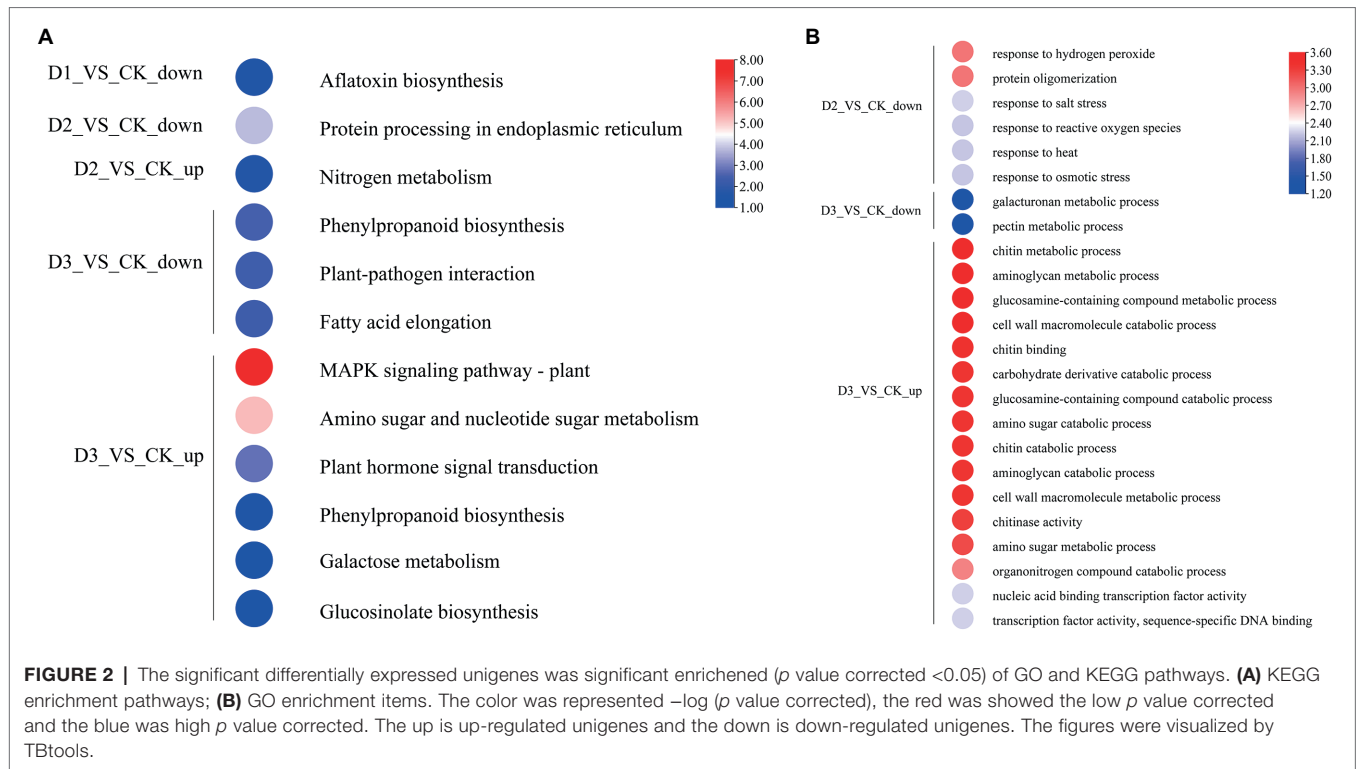 A
D1_VS_CK_down
Aflatoxin biosynthesis
D2_VS_CK_down
Protein processing in endoplasmic reticulum
D2_VS_CK_up
Nitrogen metabolism
D3_VS_CK_down
Phenylpropanoid biosynthesis
Plant-pathogen interaction
Fatty acid elongation
D3_VS_CK_up
MAPK signaling pathway - plant
Amino sugar and nucleotide sugar metabolism
Plant hormone signal transduction
Phenylpropanoid biosynthesis
Galactose metabolism
Glucosinolate biosynthesis
8.00
7.00
6.00
5.00
4.00
3.00
2.00
1.00
B
D2_VS_CK_down
response to hydrogen peroxide
protein oligomerization
response to salt stress
response to reactive oxygen species
response to heat
response to osmotic stress
D3_VS_CK_down
galacturonan metabolic process
pectin metabolic process
D3_VS_CK_up
chitin metabolic process
aminoglycan metabolic process
glucosamine-containing compound metabolic process
cell wall macromolecule catabolic process
chitin binding
carbohydrate derivative catabolic process
glucosamine-containing compound catabolic process
amino sugar catabolic process
chitin catabolic process
aminoglycan catabolic process
cell wall macromolecule metabolic process
chitinase activity
amino sugar metabolic process
organonitrogen compound catabolic process
nucleic acid binding transcription factor activity
transcription factor activity, sequence-specific DNA binding
3.60
3.30
3.00
2.70
2.40
2.10
1.80
1.50
1.20
FIGURE 2 | The significant differentially expressed unigenes was significant enrichened (p value corrected <0.05) of GO and KEGG pathways. (A) KEGG
enrichment pathways; (B) GO enrichment items. The color was represented −log (p value corrected), the red was showed the low p value corrected
and the blue was high p value corrected. The up is up-regulated unigenes and the down is down-regulated unigenes. The figures were visualized by
TBtools.